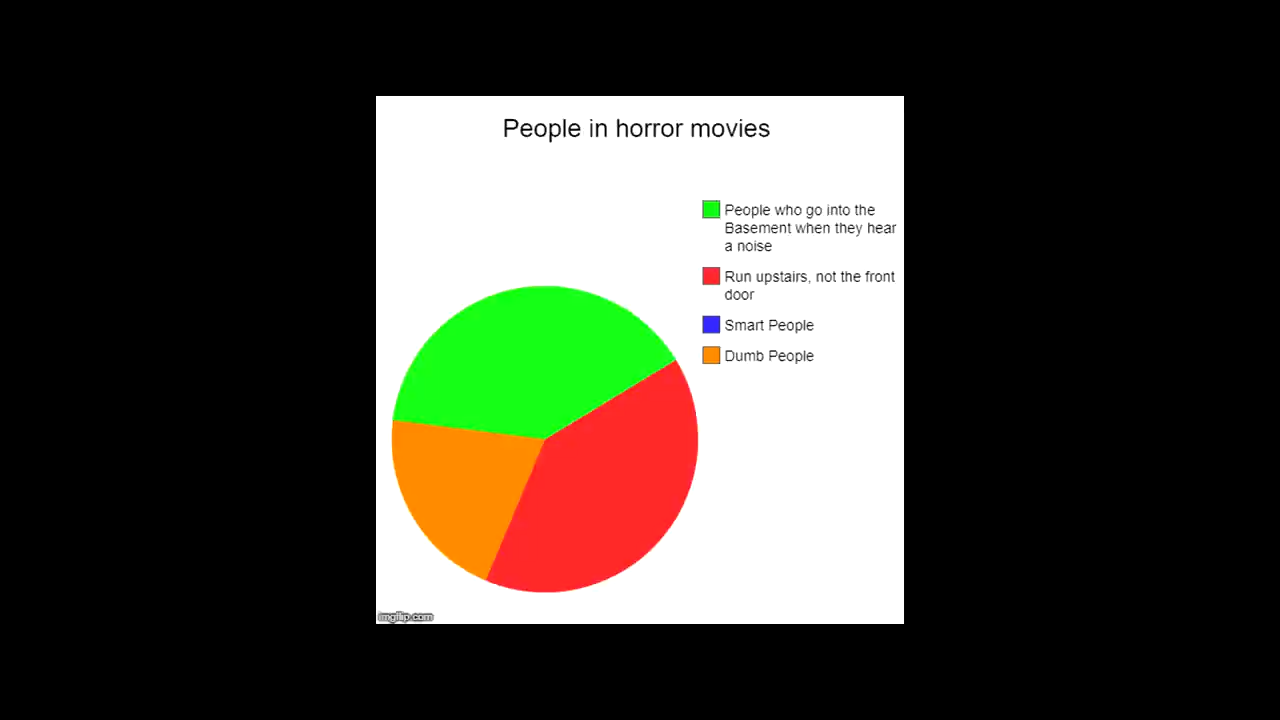 People in horror movies
People who go into the
Basement when they hear
a noise
Run upstairs, not the front
door
Smart People
Dumb People
imgflip.com